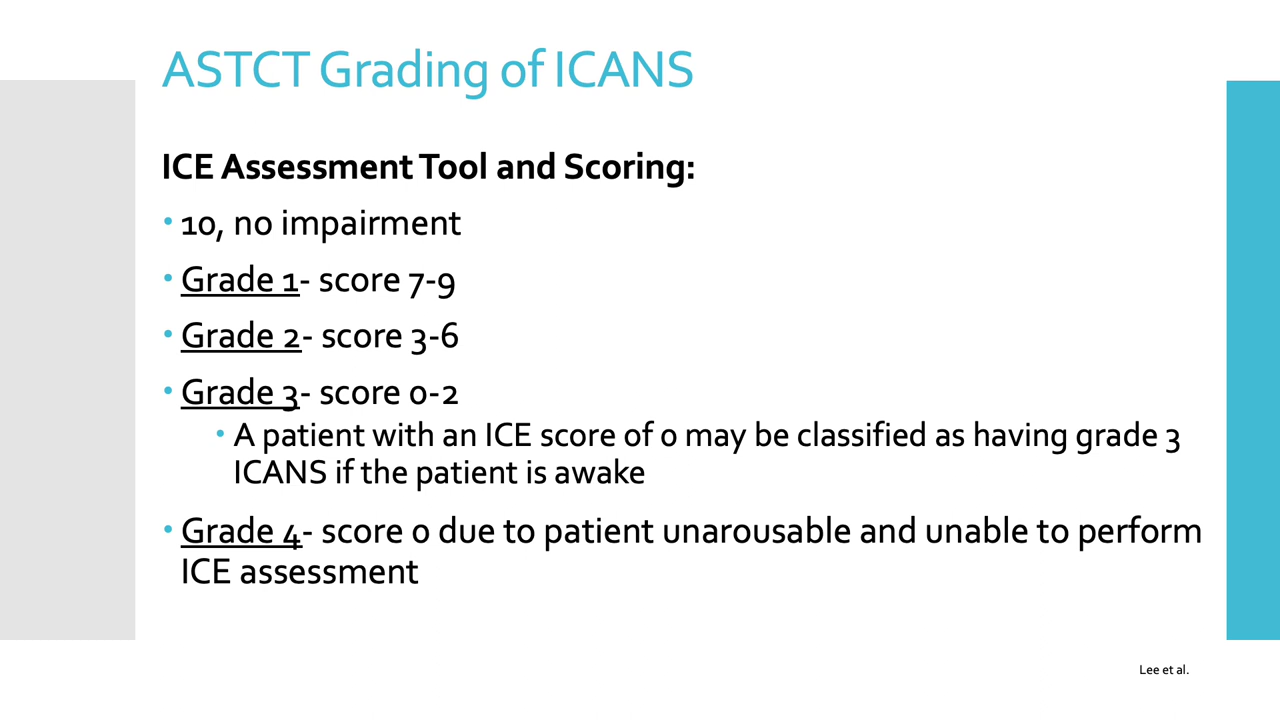 ASTCT Grading of ICANS
ICE Assessment Tool and Scoring:
• 10, no impairment
• Grade 1- score 7-9
• Grade 2- score 3-6
• Grade 3- score 0-2
• A patient with an ICE score of 0 may be classified as having grade 3
ICANS if the patient is awake
• Grade 4- score 0 due to patient unarousable and unable to perform
ICE assessment
Lee et al.